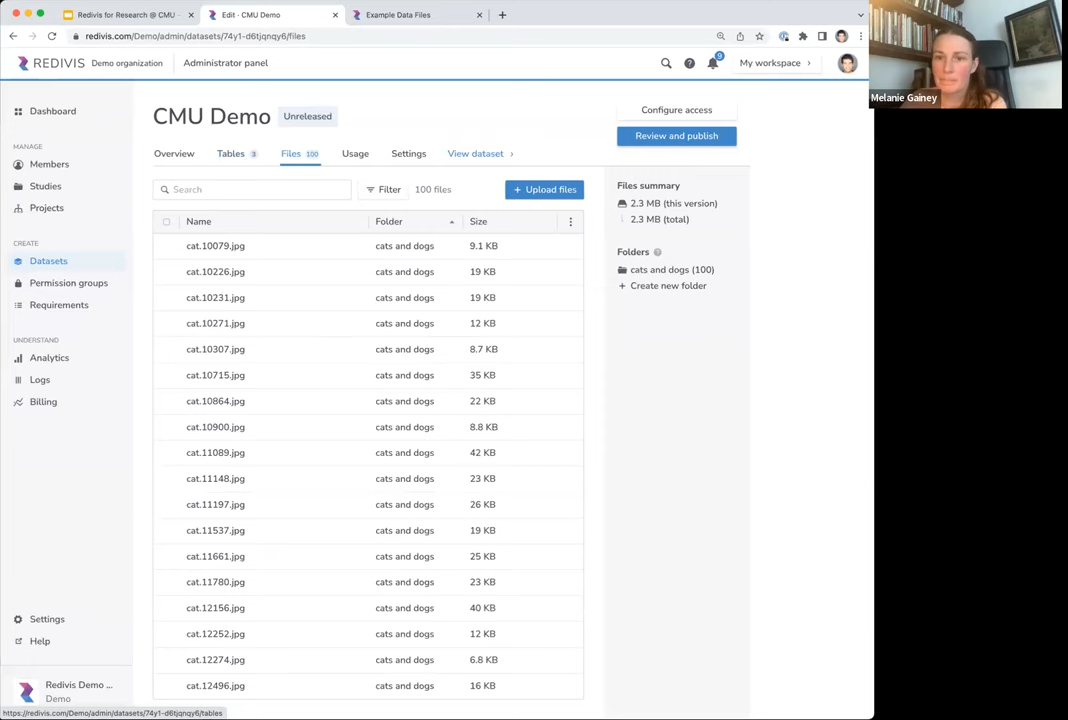 Redivis for Research @ CMU -
Edit · CMU Demo
Example Data Files
redivis.com/Demo/admin/datasets/74y1-d6tjqnqy6/files
REDIVIS Demo organization Administrator panel 9 My workspace
Melanie Gainey
Dashboard
MANAGE
Members
Studies
Projects
CREATE
Datasets
Permission groups
Requirements
UNDERSTAND
Analytics
Logs
Billing
Settings
Help
Redivis Demo ...
Demo
https://redivis.com/Demo/admin/datasets/74y1-d6tjqnqy6/tables
CMU Demo Unreleased
Configure access
Review and publish
Overview Tables 3 Files 100 Usage Settings View dataset
Search Filter 100 files + Upload files
Name Folder Size
cat.10079.jpg cats and dogs 9.1 KB
cat.10226.jpg cats and dogs 19 KB
cat.10231.jpg cats and dogs 19 KB
cat.10271.jpg cats and dogs 12 KB
cat.10307.jpg cats and dogs 8.7 KB
cat.10715.jpg cats and dogs 35 KB
cat.10864.jpg cats and dogs 22 KB
cat.10900.jpg cats and dogs 8.8 KB
cat.11089.jpg cats and dogs 42 KB
cat.11148.jpg cats and dogs 23 KB
cat.11197.jpg cats and dogs 26 KB
cat.11537.jpg cats and dogs 19 KB
cat.11661.jpg cats and dogs 25 KB
cat.11780.jpg cats and dogs 23 KB
cat.12156.jpg cats and dogs 40 KB
cat.12252.jpg cats and dogs 12 KB
cat.12274.jpg cats and dogs 6.8 KB
cat.12496.jpg cats and dogs 16 KB
Files summary
2.3 MB (this version)
2.3 MB (total)
Folders
cats and dogs (100)
+ Create new folder